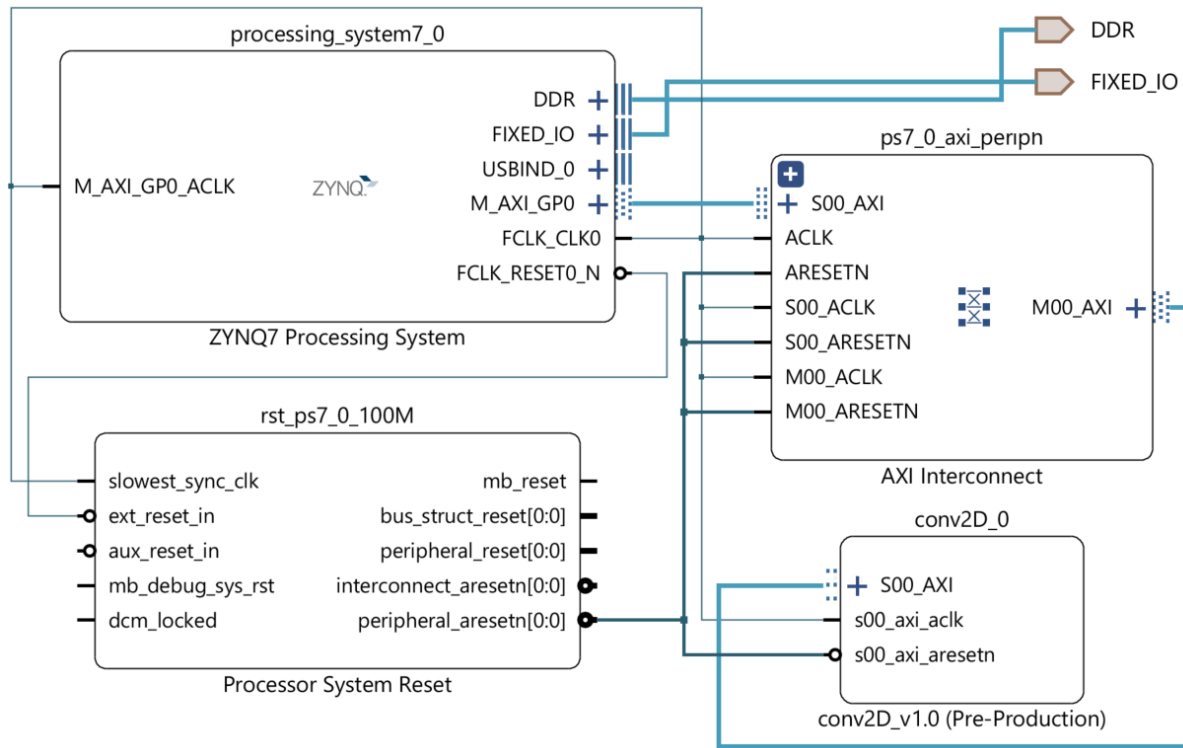 processing_system7_0
M_AXI_GP0_ACLK
ZYNQ
DDR
FIXED_IO
USBIND_0
M_AXI_GP0
FCLK_CLK0
FCLK_RESET0_N
ZYNQ7 Processing System
DDR
FIXED_IO
ps7_0_axi_periph
S00_AXI
ACLK
ARESETN
S00_ACLK
S00_ARESETN
M00_ACLK
M00_ARESETN
M00_AXI
AXI Interconnect
rst_ps7_0_100M
slowest_sync_clk
ext_reset_in
aux_reset_in
mb_debug_sys_rst
dcm_locked
mb_reset
bus_struct_reset[0:0]
peripheral_reset[0:0]
interconnect_aresetn[0:0]
peripheral_aresetn[0:0]
Processor System Reset
conv2D_0
S00_AXI
s00_axi_aclk
s00_axi_aresetn
conv2D_v1.0 (Pre-Production)